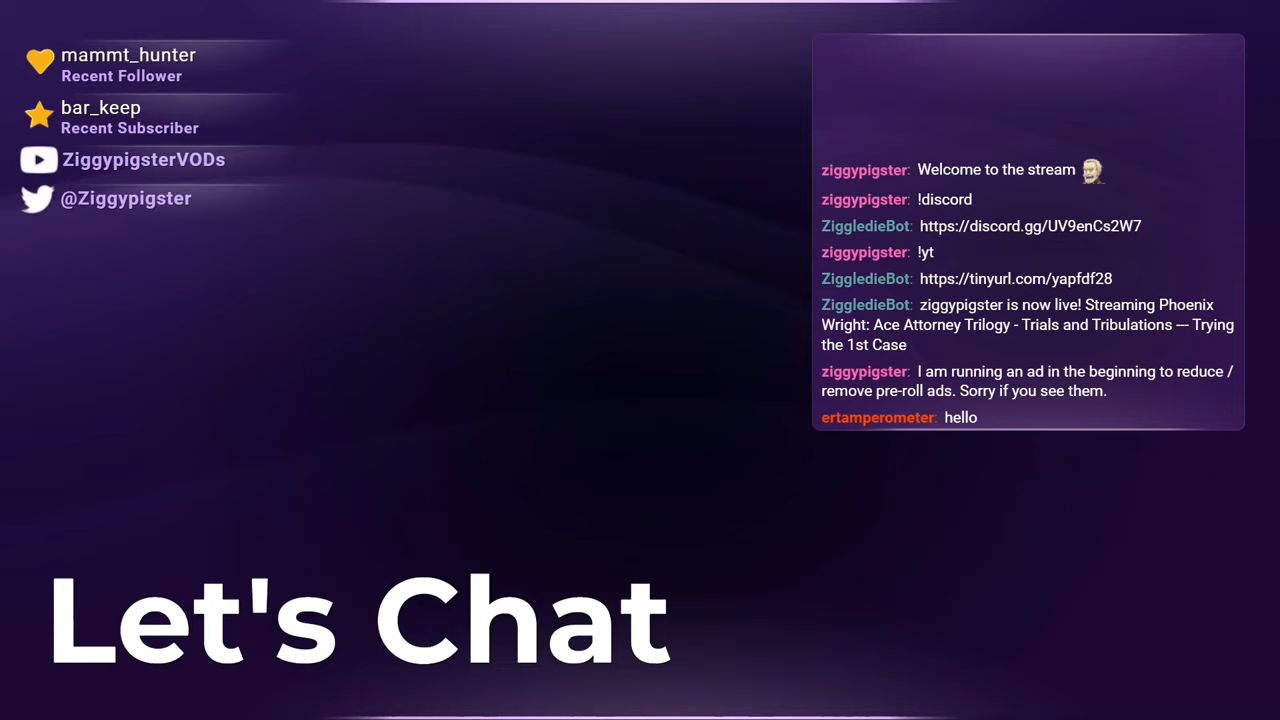 mammt_hunter
Recent Follower
bar_keep
Recent Subscriber
ZiggypigsterVODs
@Ziggypigster
ziggypigster: Welcome to the stream
ziggypigster: !discord
ZiggledieBot: https://discord.gg/UV9enCs2W7
ziggypigster: !yt
ZiggledieBot: https://tinyurl.com/yapfdf28
ZiggledieBot: ziggypigster is now live! Streaming Phoenix
Wright: Ace Attorney Trilogy - Trials and Tribulations --- Trying
the 1st Case
ziggypigster: I am running an ad in the beginning to reduce /
remove pre-roll ads. Sorry if you see them.
ertamperometer: hello
Let's Chat